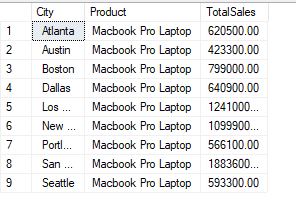 City Product TotalSales
1 Atlanta Macbook Pro Laptop 620500.00
2 Austin Macbook Pro Laptop 423300.00
3 Boston Macbook Pro Laptop 799000.00
4 Dallas Macbook Pro Laptop 640900.00
5 Los ... Macbook Pro Laptop 1241000...
6 New ... Macbook Pro Laptop 1099900...
7 Portl... Macbook Pro Laptop 566100.00
8 San ... Macbook Pro Laptop 1883600...
9 Seattle Macbook Pro Laptop 593300.00